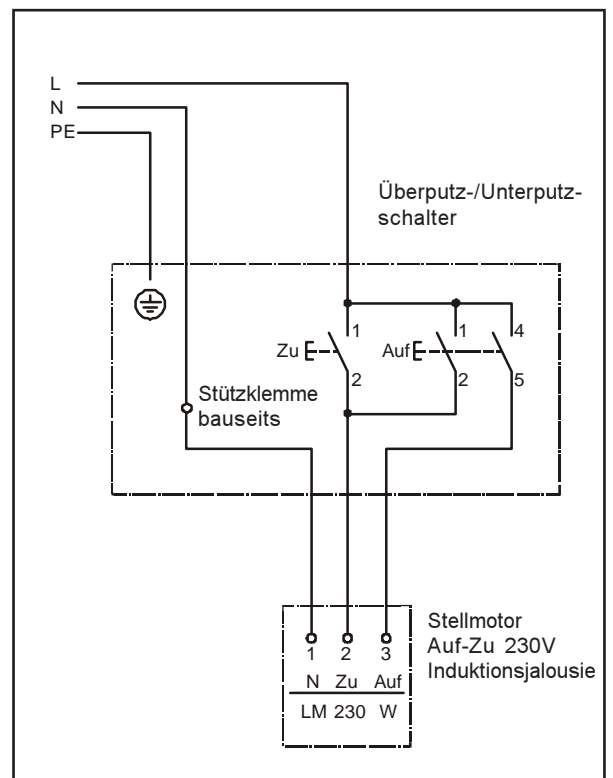 L
N
PE
Überputz-/Unterputz-
schalter
1 1 4
Zu Auf
2 2 5
Stützklemme
bauseits
Stellmotor
Auf-Zu 230V
Induktionsjalousie
1 2 3
N Zu Auf
LM 230 W